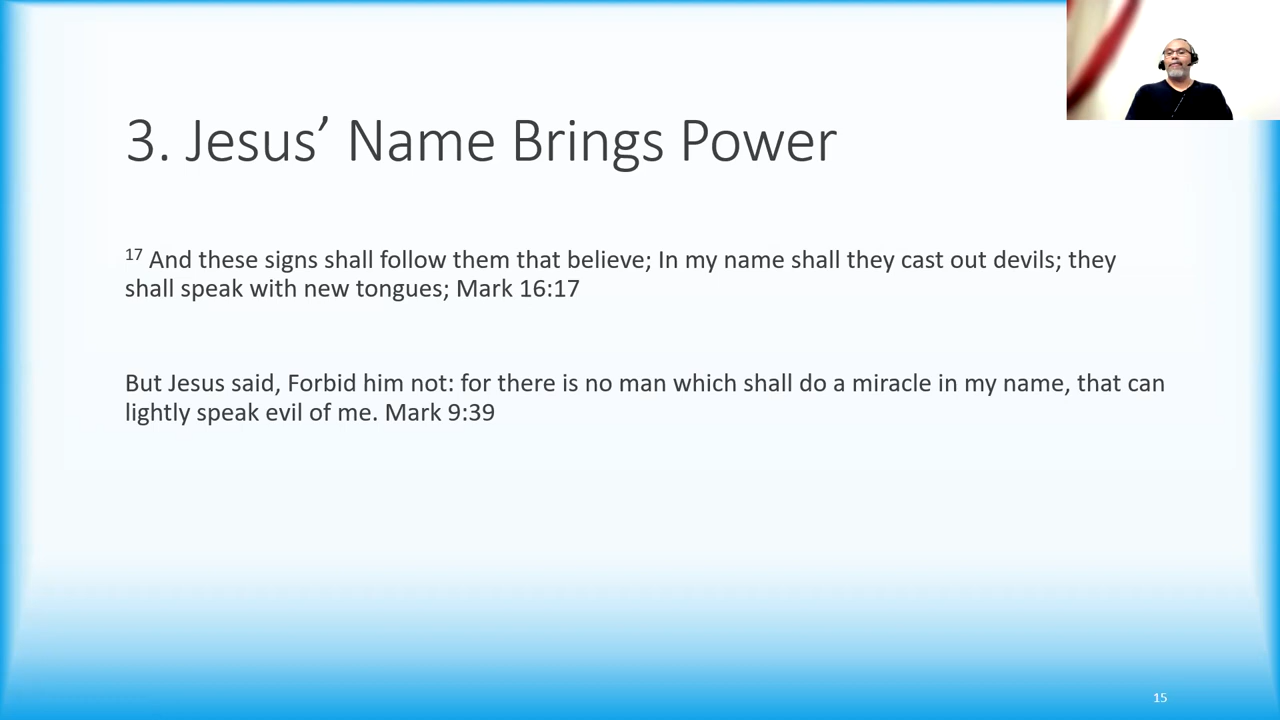 3. Jesus’ Name Brings Power
17 And these signs shall follow them that believe; In my name shall they cast out devils; they
shall speak with new tongues; Mark 16:17
But Jesus said, Forbid him not: for there is no man which shall do a miracle in my name, that can
lightly speak evil of me. Mark 9:39
15